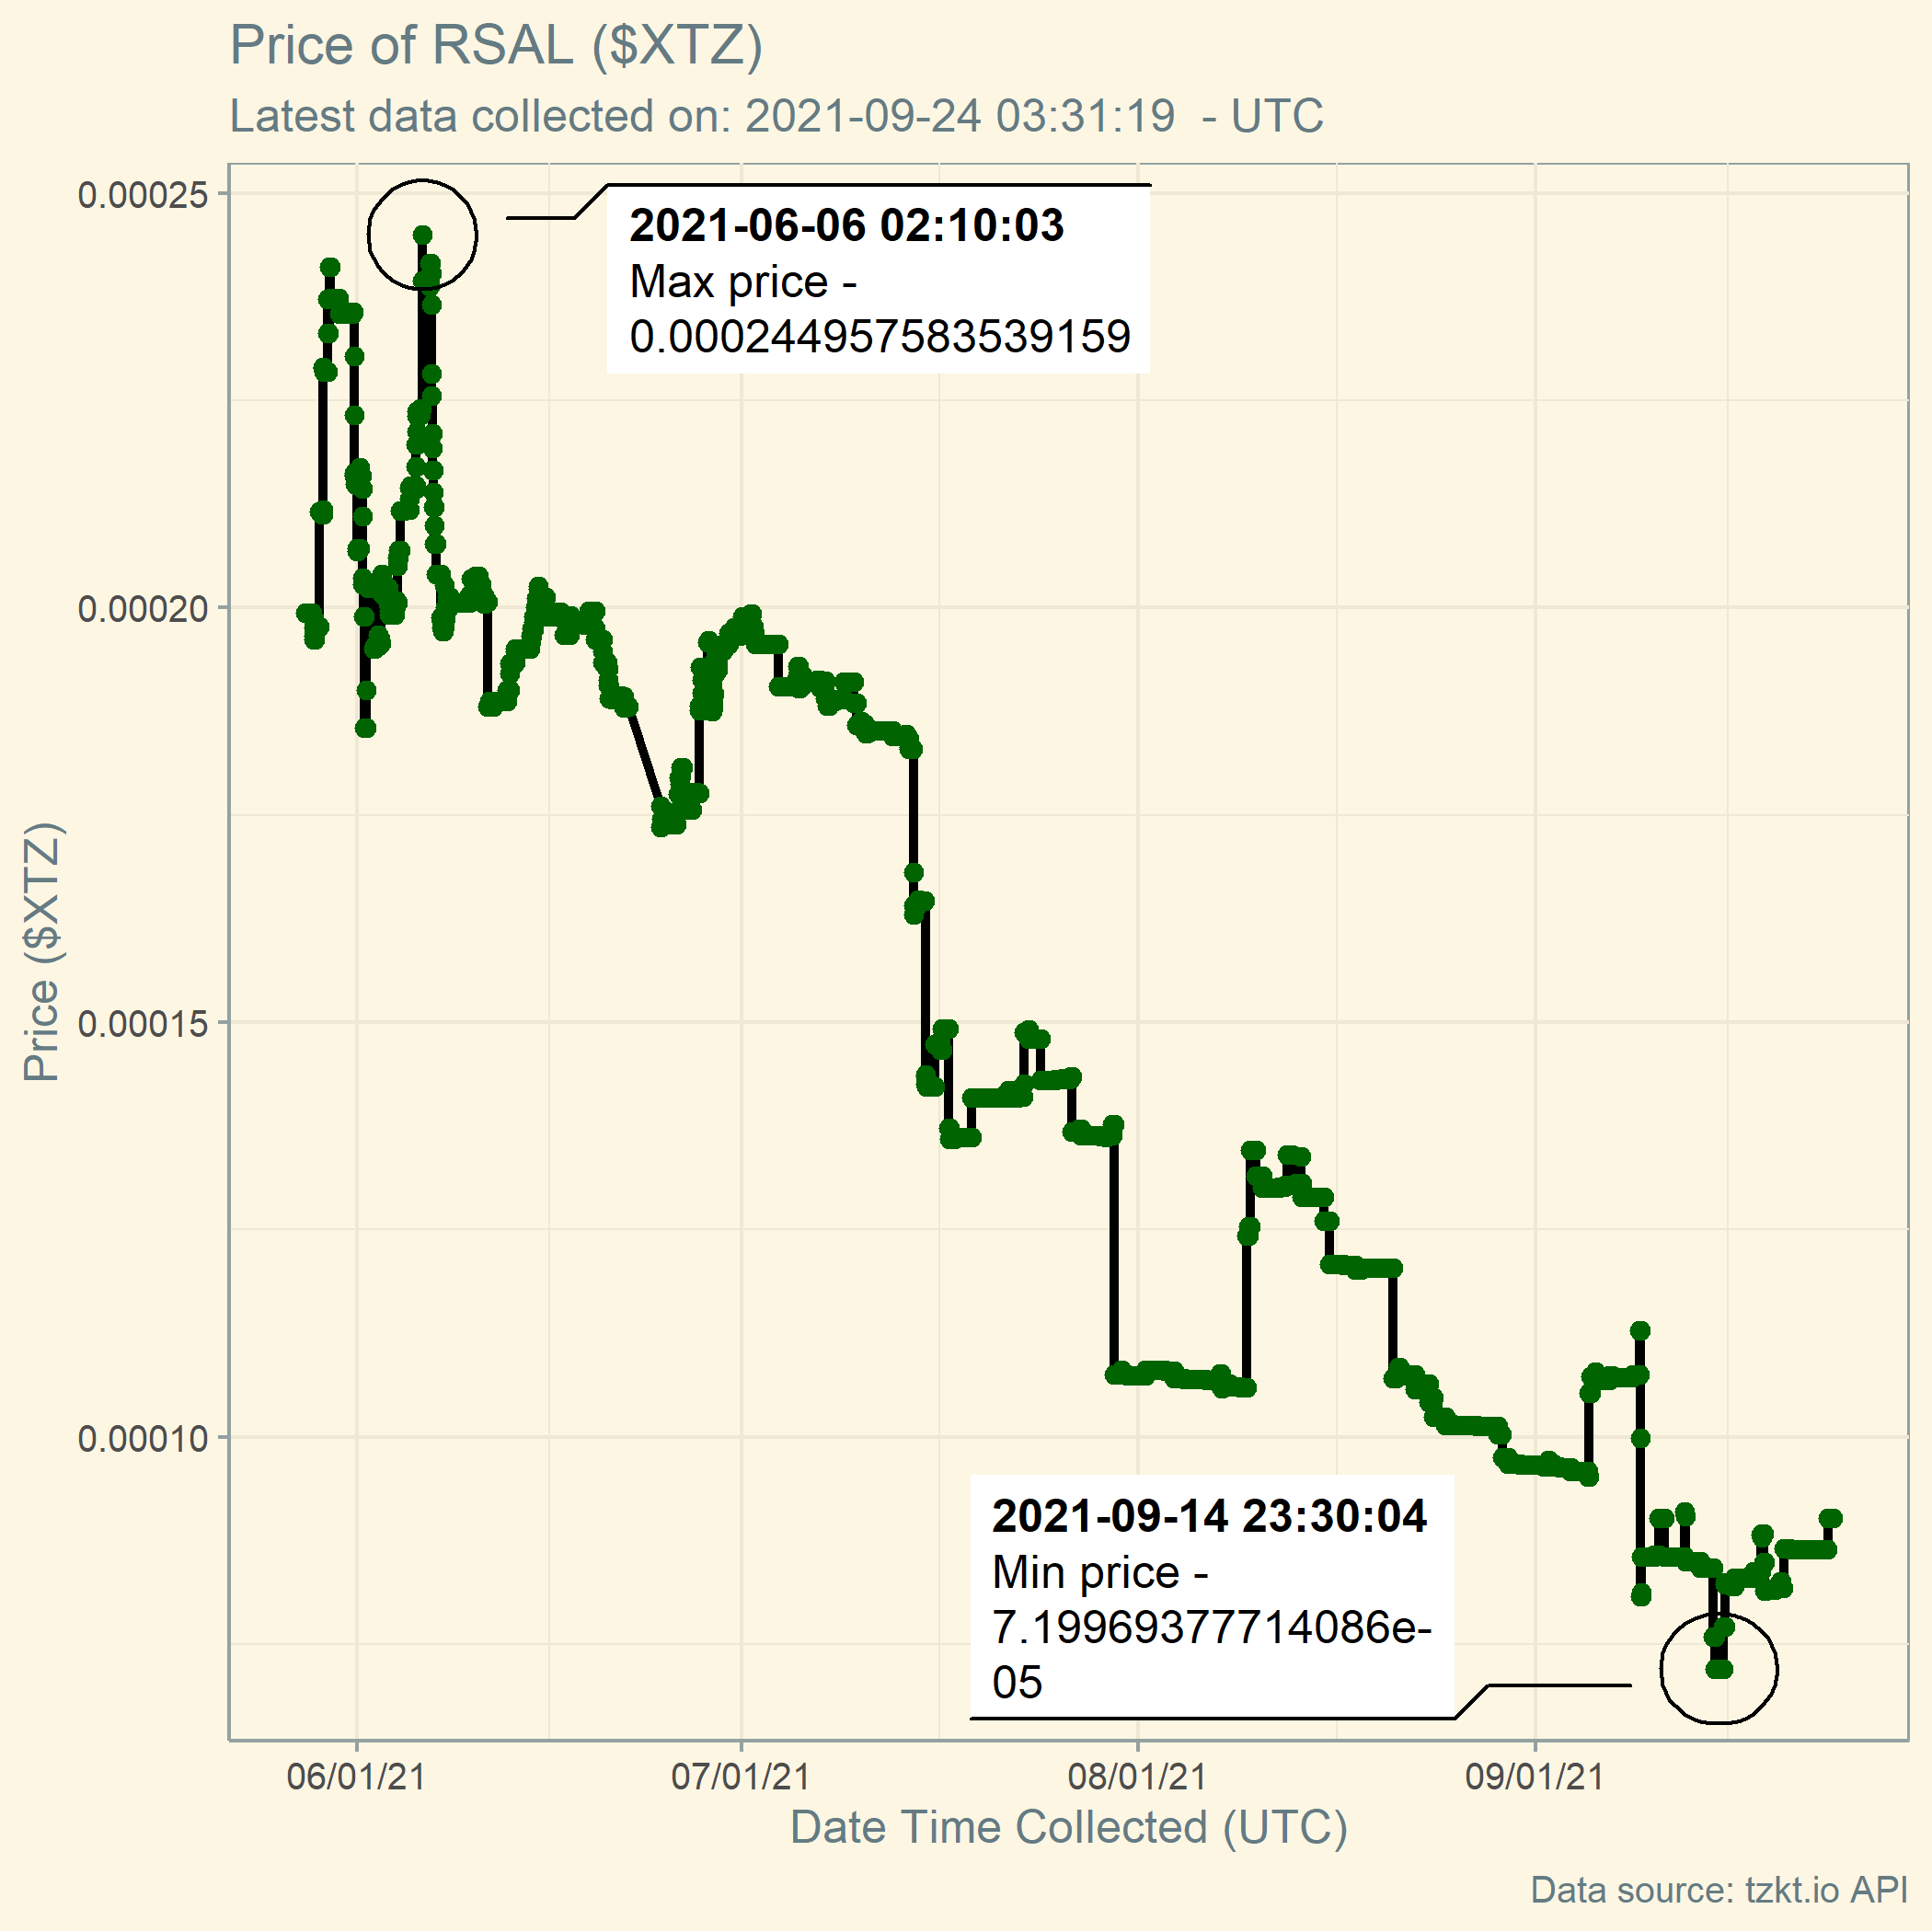 Price of RSAL ($XTZ)
Latest data collected on: 2021-09-24 03:31:19  - UTC
0.00025
0.00020
0.00015
0.00010
Price ($XTZ)
2021-06-06 02:10:03
Max price -
0.000244957583539159
2021-09-14 23:30:04
Min price -
7.19969377714086e-
05
06/01/21
07/01/21
08/01/21
09/01/21
Date Time Collected (UTC)
Data source: tzkt.io API